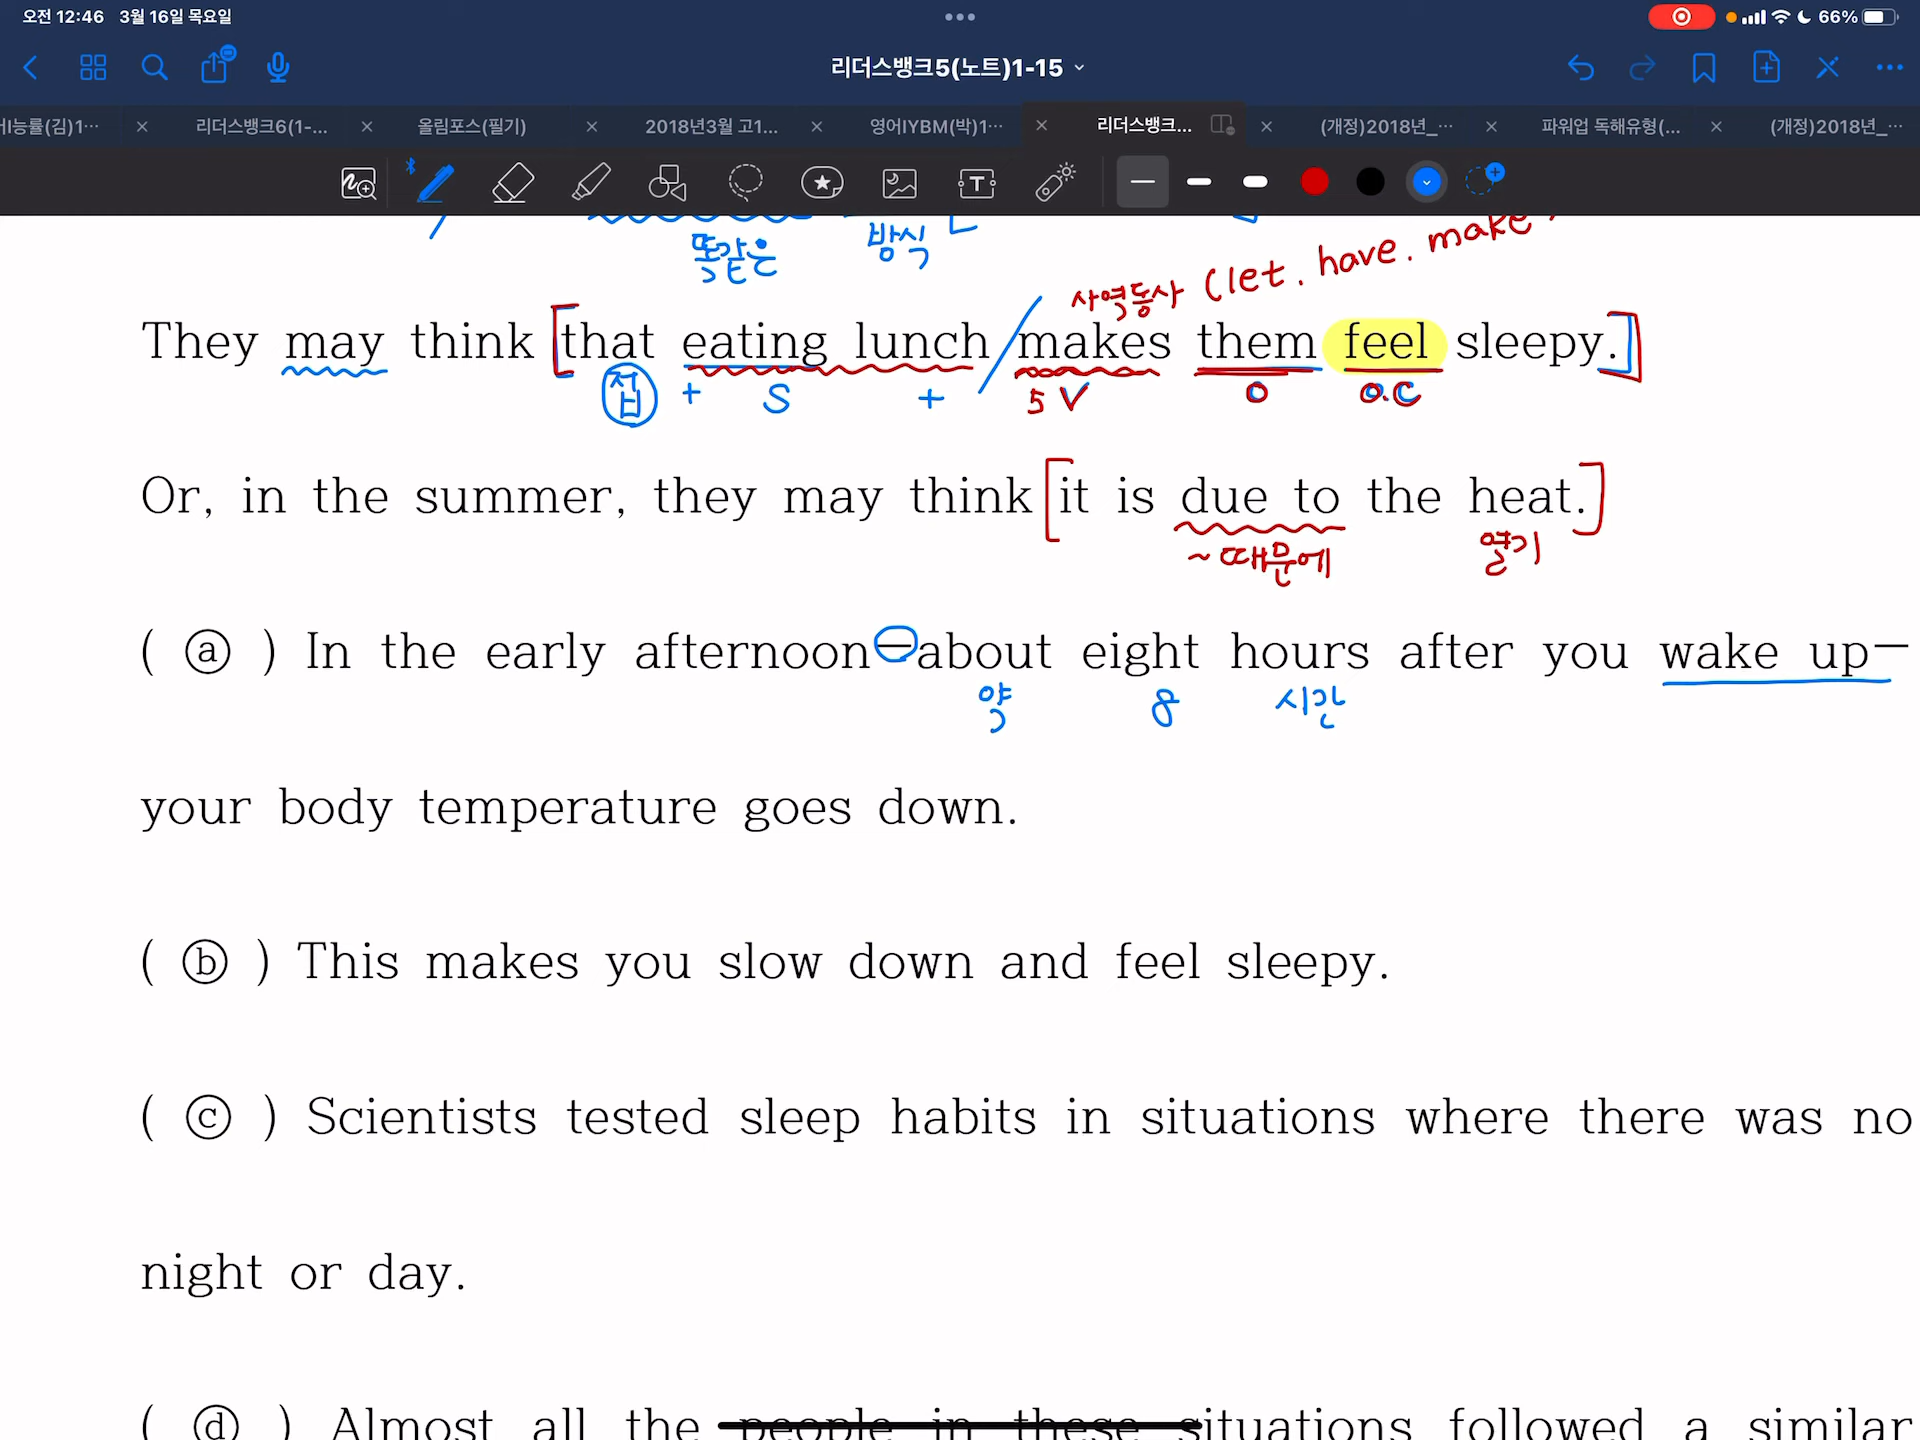 오전 12:46 3월 16일 목요일
66%
리더스뱅크5(노트)1-15
리더스뱅크6(1-...
올림포스(필기)
2018년3월 고1...
영어IYBM(박)1···
리더스뱅크...
(개정)2018년_···
파워업 독해유형(...
(개정)2018년_···
똑같은 방식
사역동사 (let. have. make
They may think [that eating lunch / makes them feel sleepy.]
접 + S + 5 V O O.C
Or, in the summer, they may think [it is due to the heat.]
~때문에 열기
( ⓐ ) In the early afternoon—about eight hours after you wake up—
약 8 시간
your body temperature goes down.
( ⓑ ) This makes you slow down and feel sleepy.
( ⓒ ) Scientists tested sleep habits in situations where there was no
night or day.
( ⓓ ) Almost all the people in these situations followed a similar